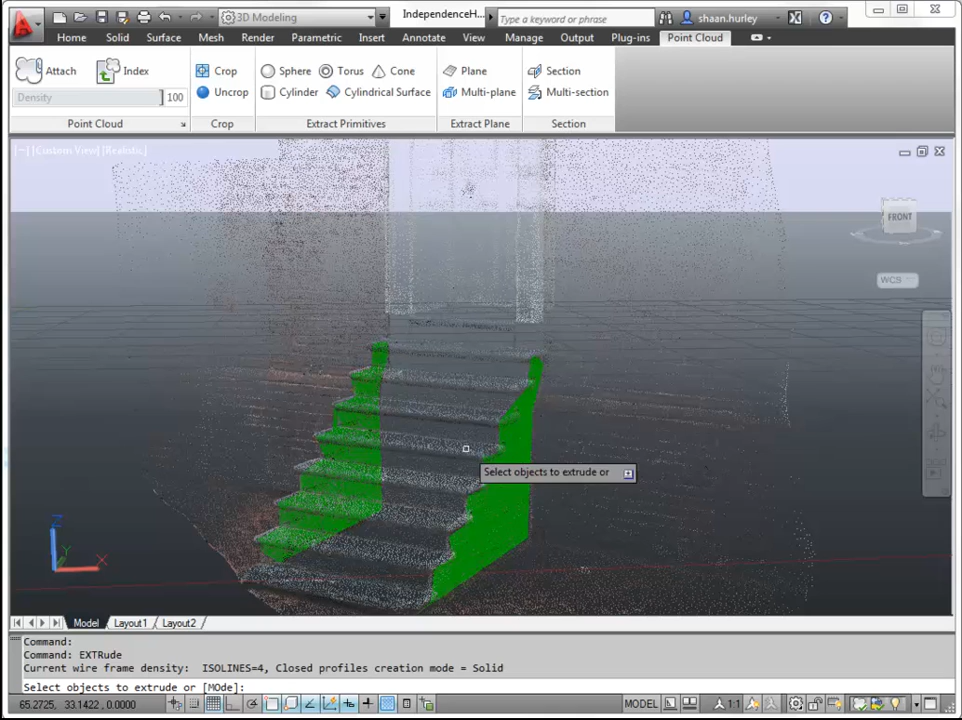 3D Modeling
IndependenceH...
Type a keyword or phrase
shaan.hurley
Home Solid Surface Mesh Render Parametric Insert Annotate View Manage Output Plug-ins Point Cloud
Attach Index Crop Sphere Torus Cone Plane Section
Density 100 Uncrop Cylinder Cylindrical Surface Multi-plane Multi-section
Point Cloud Crop Extract Primitives Extract Plane Section
[−] [Custom View] [Realistic]
FRONT
WCS
Select objects to extrude or
Z
Y
X
Model Layout1 Layout2
Command:
Command: EXTRude
Current wire frame density: ISOLINES=4, Closed profiles creation mode = Solid
Select objects to extrude or [MOde]:
65.2725, 33.1422, 0.0000 MODEL 1:1